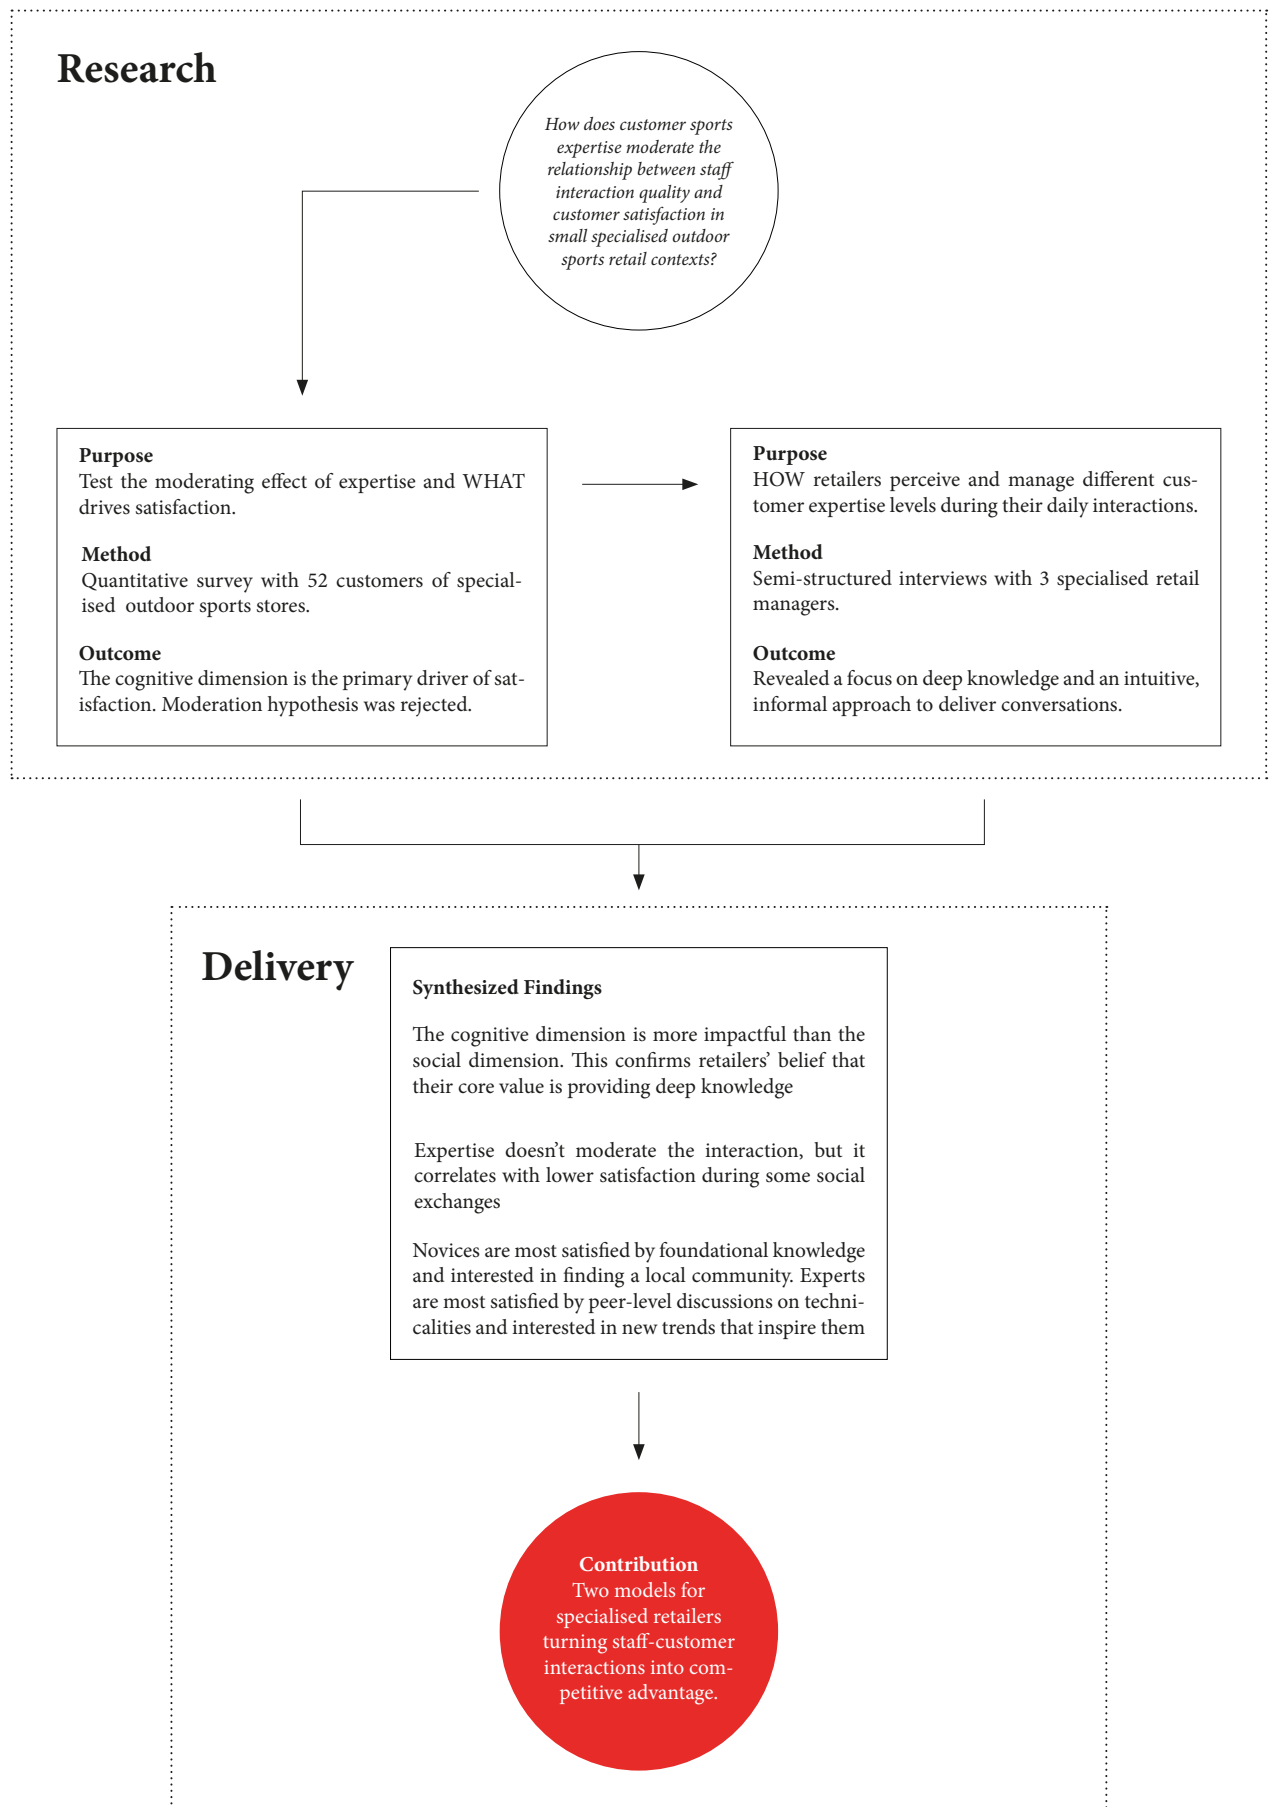 Research
How does customer sports
expertise moderate the
relationship between staff
interaction quality and
customer satisfaction in
small specialised outdoor
sports retail contexts?
Purpose
Test the moderating effect of expertise and WHAT
drives satisfaction.
Method
Quantitative survey with 52 customers of special-
ised outdoor sports stores.
Outcome
The cognitive dimension is the primary driver of sat-
isfaction. Moderation hypothesis was rejected.
Purpose
HOW retailers perceive and manage different cus-
tomer expertise levels during their daily interactions.
Method
Semi-structured interviews with 3 specialised retail
managers.
Outcome
Revealed a focus on deep knowledge and an intuitive,
informal approach to deliver conversations.
Delivery
Synthesized Findings
The cognitive dimension is more impactful than the
social dimension. This confirms retailers’ belief that
their core value is providing deep knowledge
Expertise doesn’t moderate the interaction, but it
correlates with lower satisfaction during some social
exchanges
Novices are most satisfied by foundational knowledge
and interested in finding a local community. Experts
are most satisfied by peer-level discussions on techni-
calities and interested in new trends that inspire them
Contribution
Two models for
specialised retailers
turning staff-customer
interactions into com-
petitive advantage.